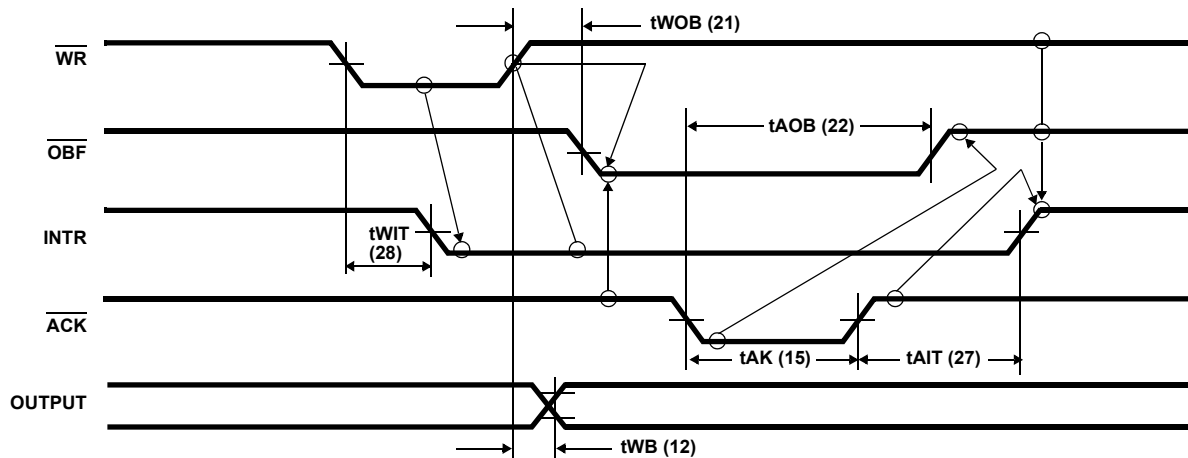 tWOB (21)
WR
tAOB (22)
OBF
INTR
tWIT
(28)
ACK
tAK (15)
tAIT (27)
OUTPUT
tWB (12)